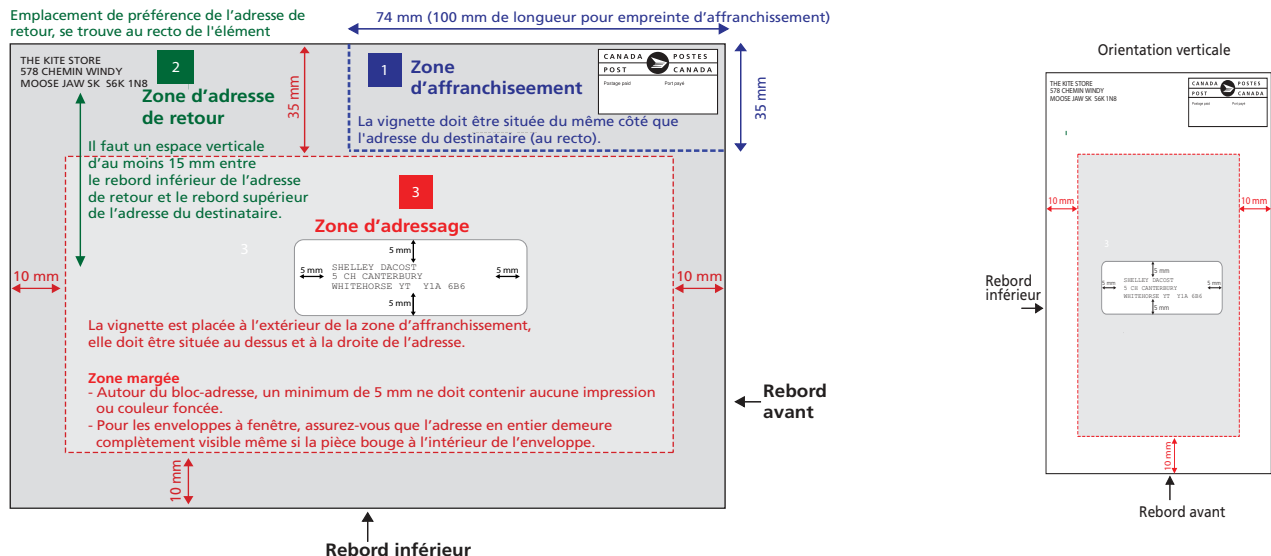 Emplacement de préférence de l'adresse de
retour, se trouve au recto de l'élément
74 mm (100 mm de longueur pour empreinte d'affranchissement)
THE KITE STORE
578 CHEMIN WINDY
MOOSE JAW SK  S6K 1N8
2
Zone d'adresse
de retour
Il faut un espace verticale
d'au moins 15 mm entre
le rebord inférieur de l'adresse
de retour et le rebord supérieur
de l'adresse du destinataire.
35 mm
1
Zone
d'affranchiseement
CANADA POSTES
POST CANADA
Postage paid Port payé
La vignette doit être située du même côté que
l'adresse du destinataire (au recto).
35 mm
3
Zone d'adressage
3
5 mm
5 mm
SHELLEY DACOST
5 CH CANTERBURY
WHITEHORSE YT  Y1A 6B6
5 mm
5 mm
10 mm
10 mm
La vignette est placée à l'extérieur de la zone d'affranchissement,
elle doit être située au dessus et à la droite de l'adresse.
Zone margée
- Autour du bloc-adresse, un minimum de 5 mm ne doit contenir aucune impression
ou couleur foncée.
- Pour les enveloppes à fenêtre, assurez-vous que l'adresse en entier demeure
complètement visible même si la pièce bouge à l'intérieur de l'enveloppe.
10 mm
Rebord
avant
Rebord inférieur
Orientation verticale
THE KITE STORE
578 CHEMIN WINDY
MOOSE JAW SK S6K 1N8
CANADA POSTES
POST CANADA
Postage paid Port payé
10 mm
10 mm
3
5 mm
5 mm
SHELLEY DACOST
5 CH CANTERBURY
WHITEHORSE YT  Y1A 6B6
5 mm
5 mm
Rebord
inférieur
10 mm
Rebord avant